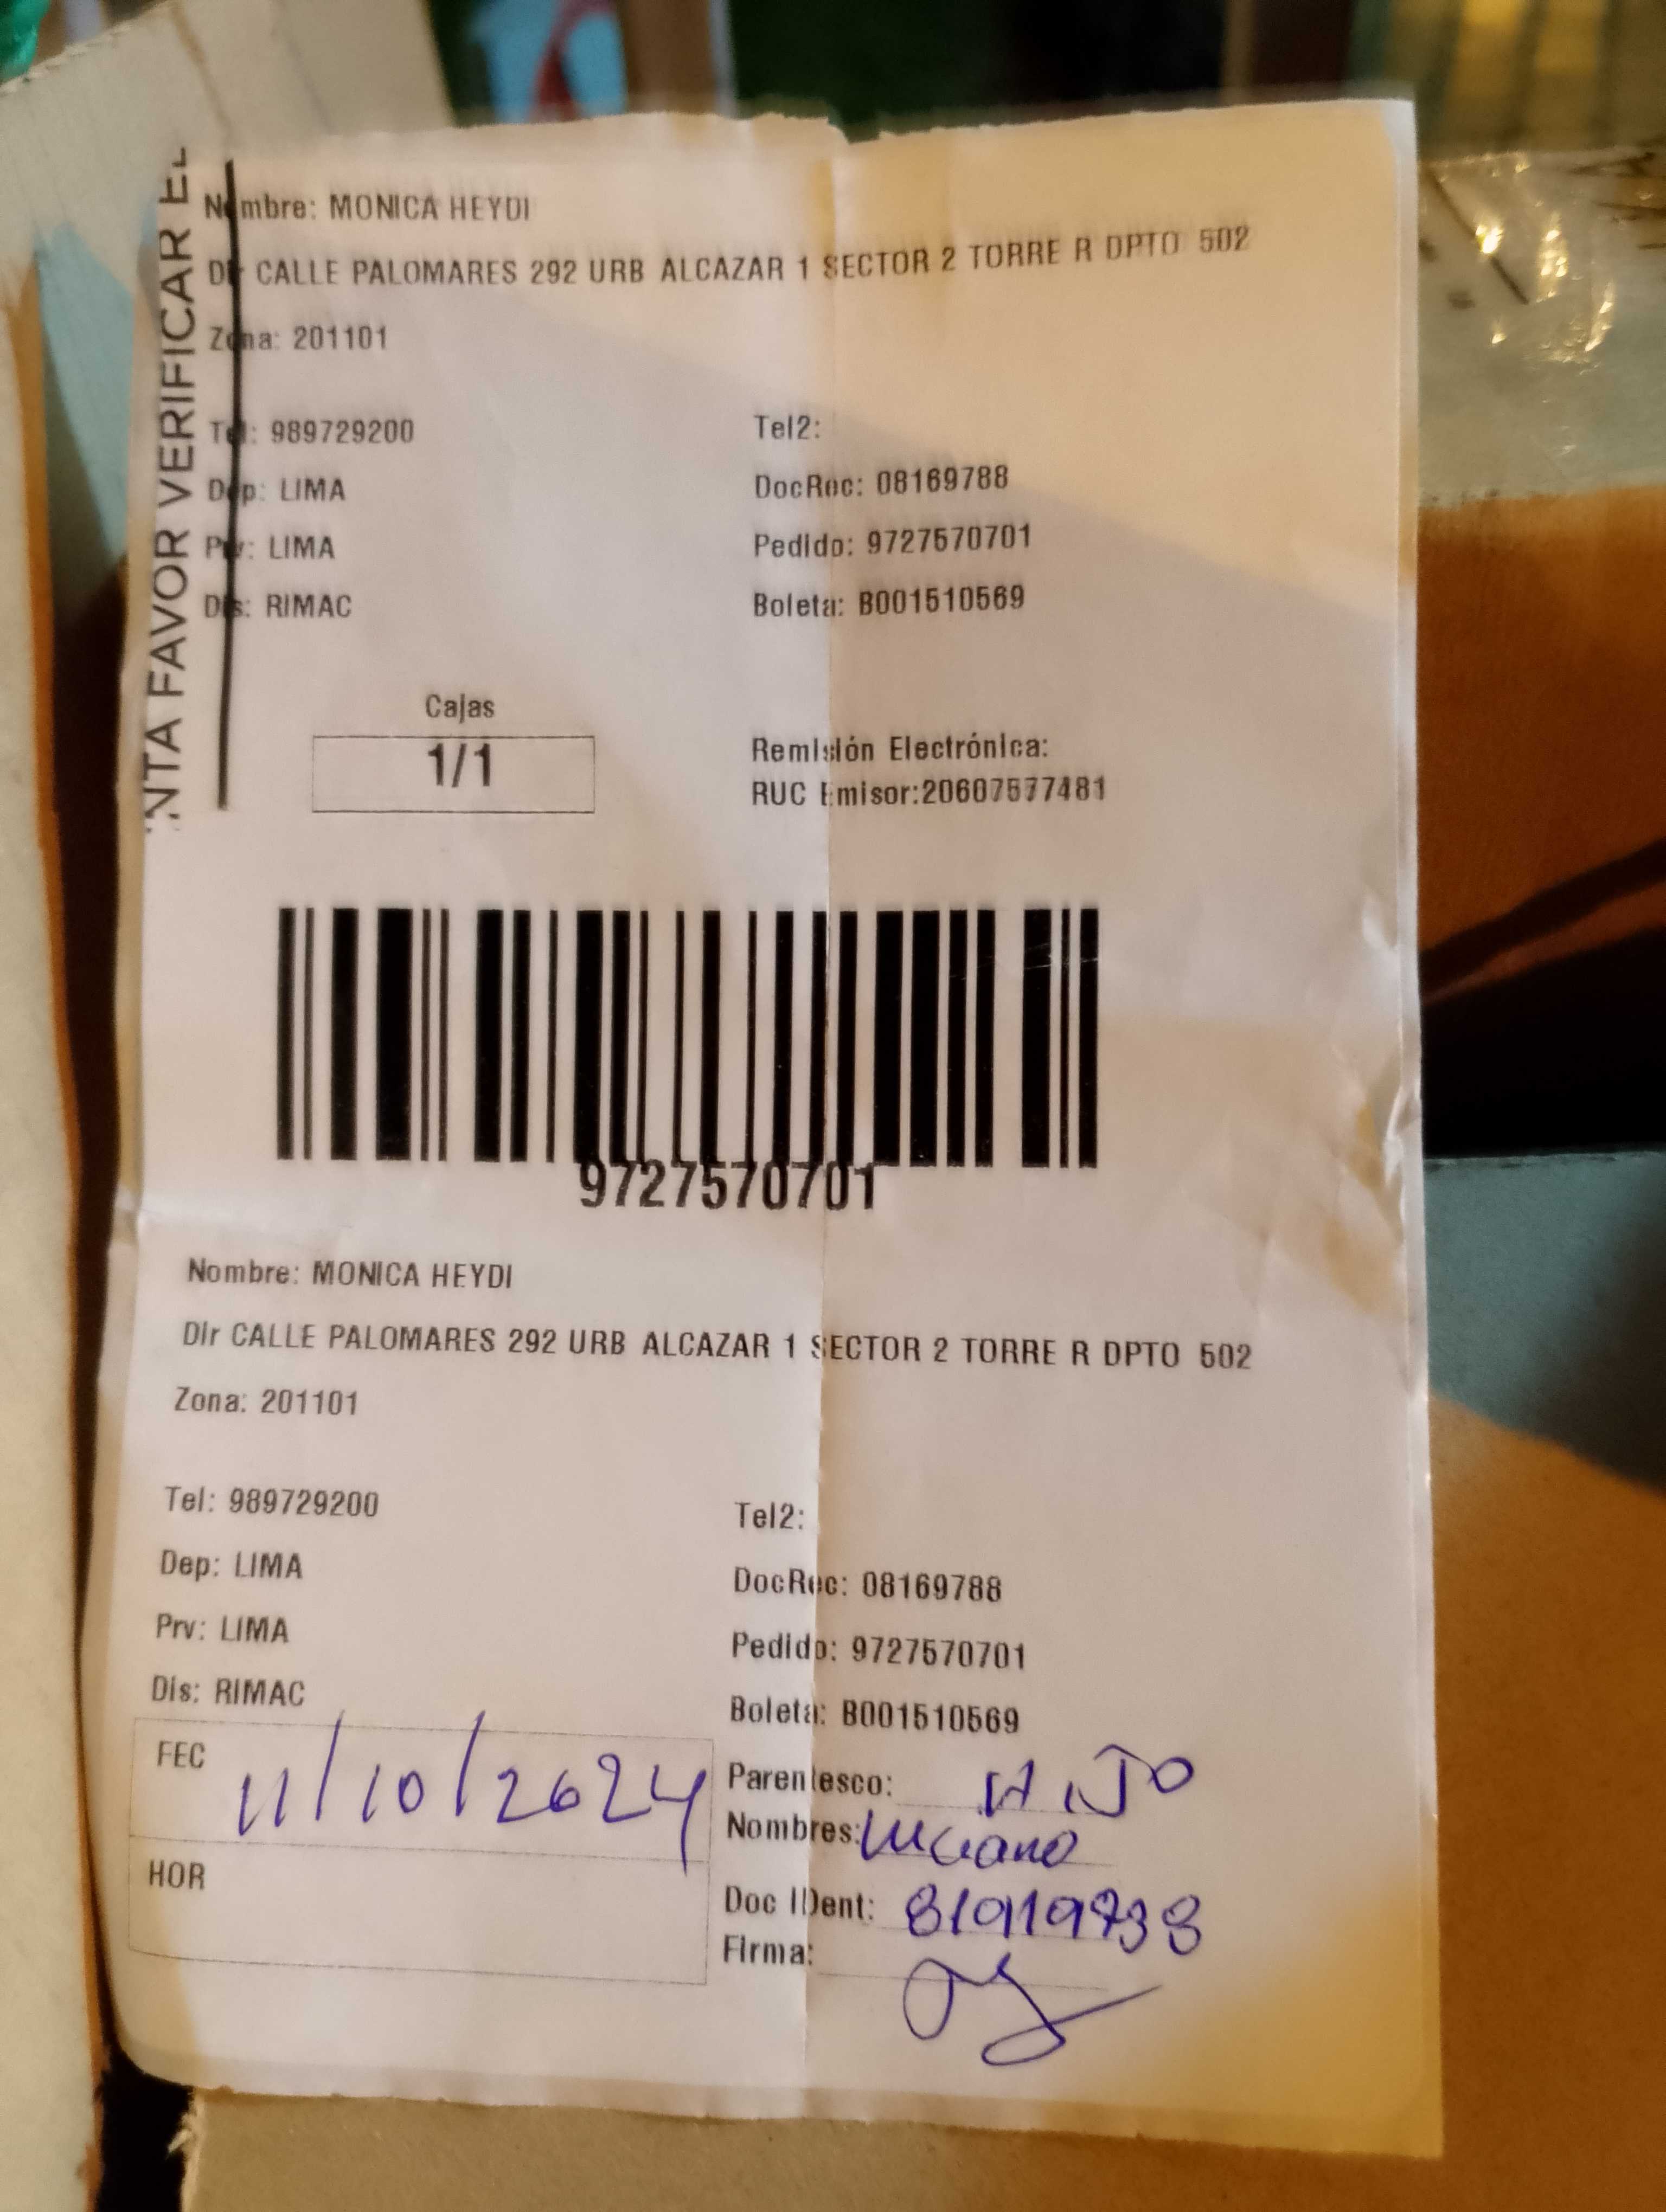 NTA FAVOR VERIFICAR EL
Nombre: MONICA HEYDI
Dir CALLE PALOMARES 292 URB ALCAZAR 1 SECTOR 2 TORRE R DPTO 502
Zona: 201101
Tel: 989729200 Tel2:
Dep: LIMA DocRec: 08169788
Prv: LIMA Pedido: 9727570701
Dis: RIMAC Boleta: B001510569
Cajas
1/1
Remisión Electrónica:
RUC Emisor:20607577481
9727570701
Nombre: MONICA HEYDI
Dir CALLE PALOMARES 292 URB ALCAZAR 1 SECTOR 2 TORRE R DPTO 502
Zona: 201101
Tel: 989729200 Tel2:
Dep: LIMA DocRec: 08169788
Prv: LIMA Pedido: 9727570701
Dis: RIMAC Boleta: B001510569
FEC 11/10/2024 Parentesco: HIJO
Nombres: Luciano
HOR Doc IDent: 81919738
Firma: